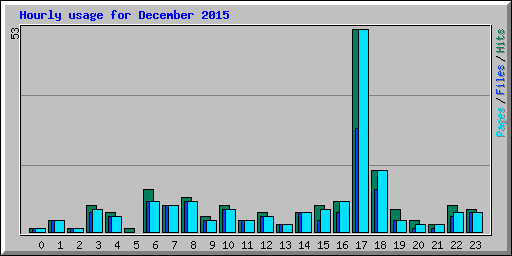 Hourly usage for December 2015
53
Pages/Files/Hits
0 1 2 3 4 5 6 7 8 9 10 11 12 13 14 15 16 17 18 19 20 21 22 23